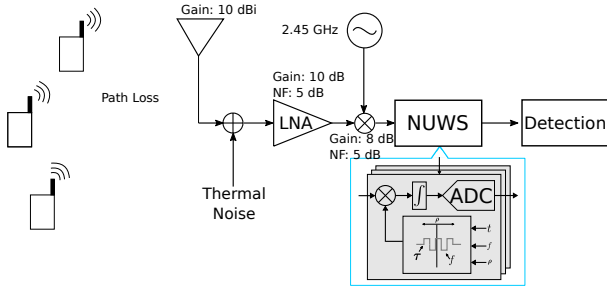 Gain: 10 dBi
2.45 GHz
Path Loss
Gain: 10 dB
NF: 5 dB
LNA
Gain: 8 dB
NF: 5 dB
NUWS
Detection
Thermal
Noise
∫
ADC
ρ
τ
f
t
f
ρ